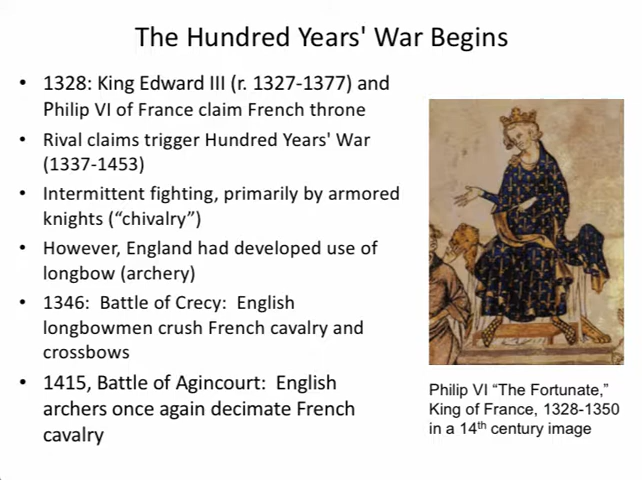 The Hundred Years' War Begins
• 1328: King Edward III (r. 1327-1377) and
Philip VI of France claim French throne
• Rival claims trigger Hundred Years' War
(1337-1453)
• Intermittent fighting, primarily by armored
knights (“chivalry”)
• However, England had developed use of
longbow (archery)
• 1346:  Battle of Crecy:  English
longbowmen crush French cavalry and
crossbows
• 1415, Battle of Agincourt:  English
archers once again decimate French
cavalry
Philip VI “The Fortunate,”
King of France, 1328-1350
in a 14th century image